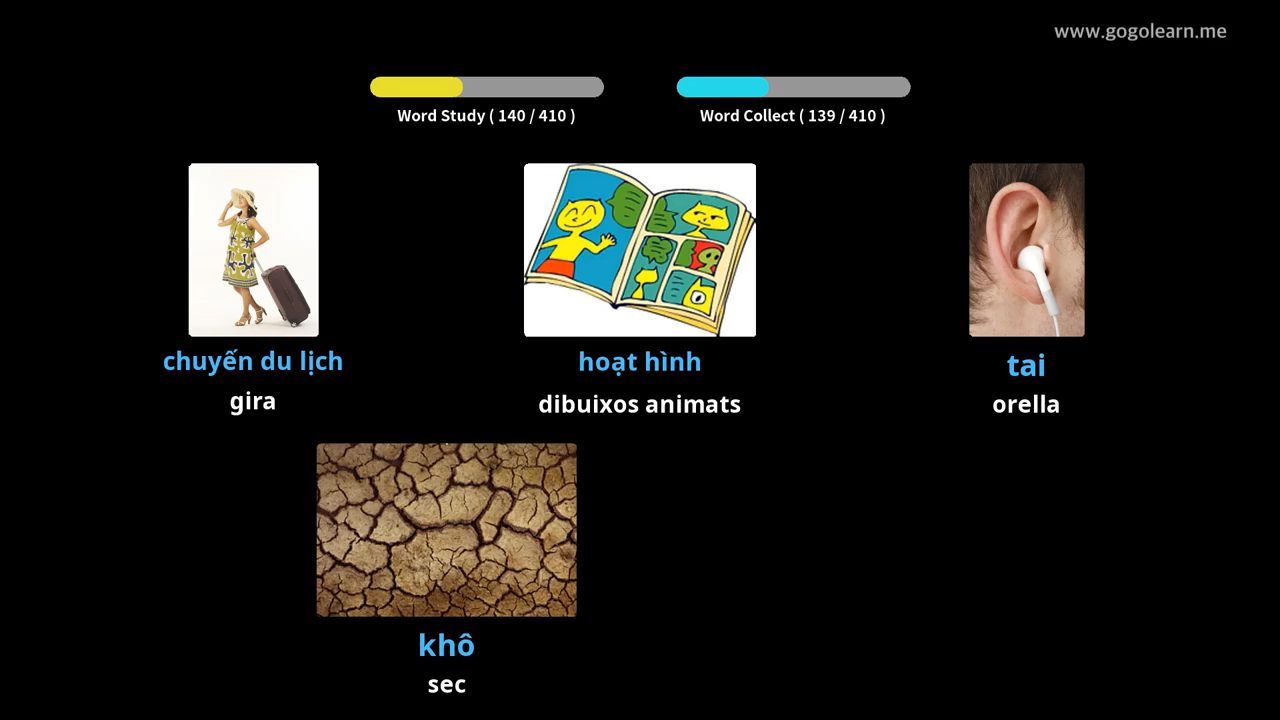 www.gogolearn.me
Word Study ( 140 / 410 )
Word Collect ( 139 / 410 )
chuyến du lịch
gira
hoạt hình
dibuixos animats
tai
orella
khô
sec